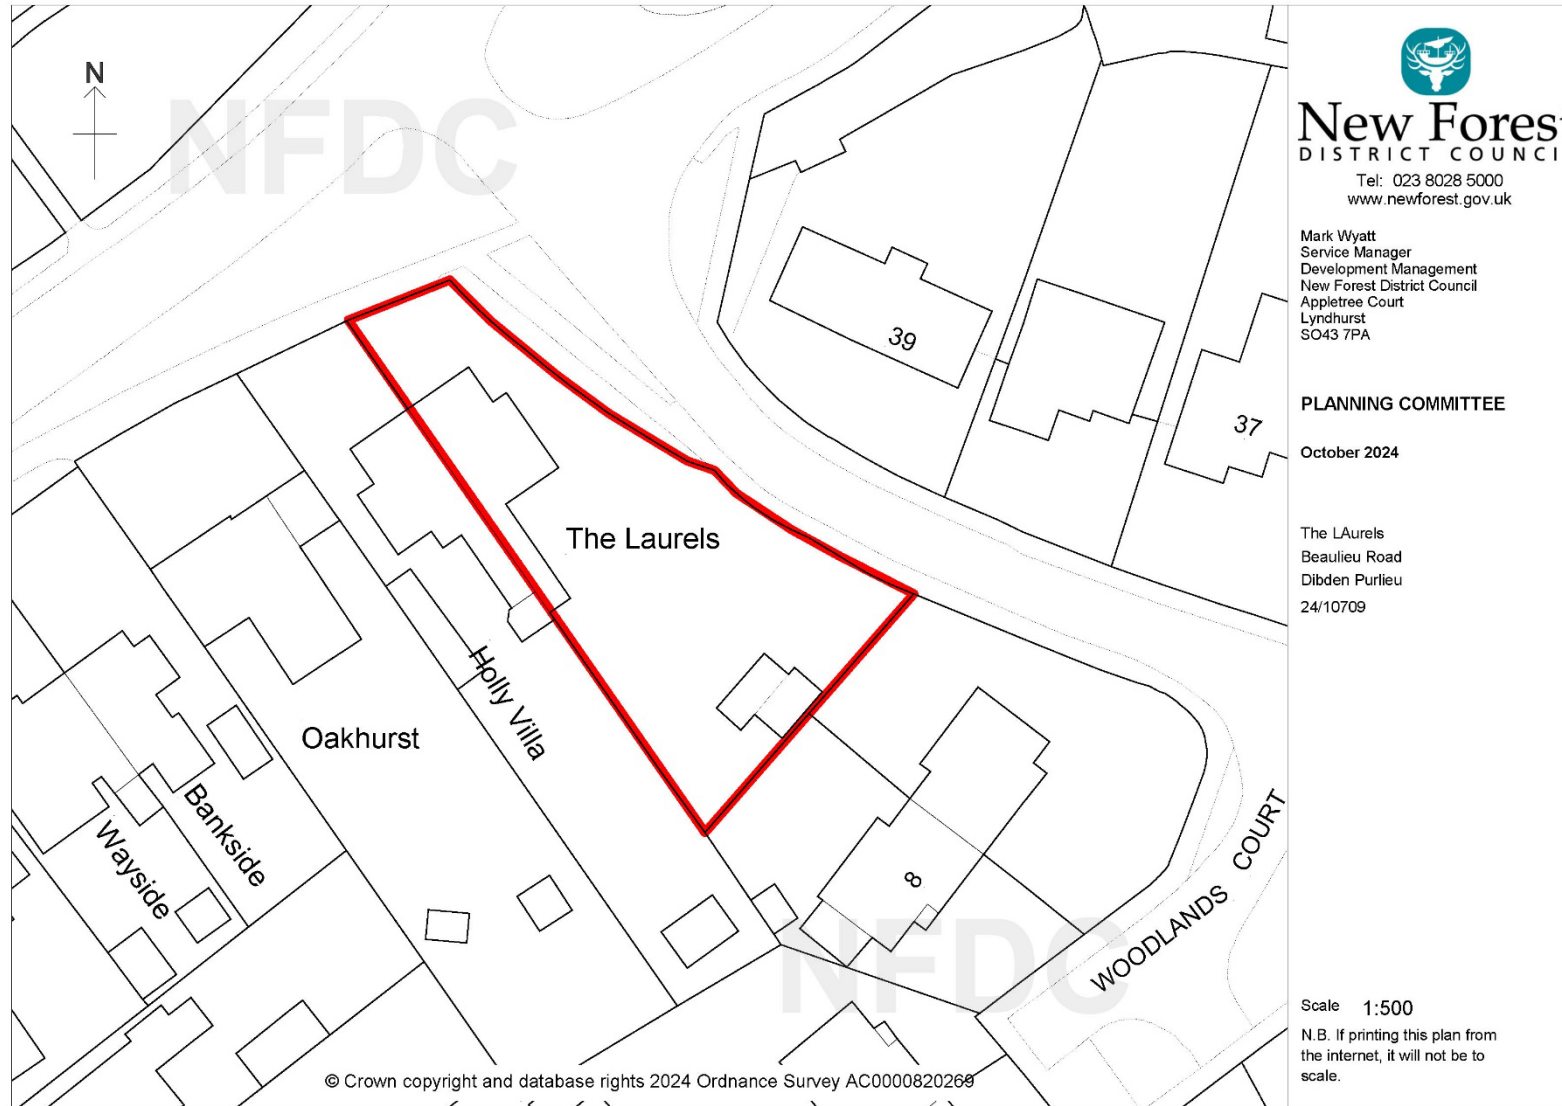 N
NFDC
39
37
The Laurels
Holly Villa
Oakhurst
Bankside
Wayside
8
WOODLANDS COURT
NFDC
© Crown copyright and database rights 2024 Ordnance Survey AC0000820269
New Fores
DISTRICT COUNCI
Tel: 023 8028 5000
www.newforest.gov.uk
Mark Wyatt
Service Manager
Development Management
New Forest District Council
Appletree Court
Lyndhurst
SO43 7PA
PLANNING COMMITTEE
October 2024
The LAurels
Beaulieu Road
Dibden Purlieu
24/10709
Scale 1:500
N.B. If printing this plan from
the internet, it will not be to
scale.